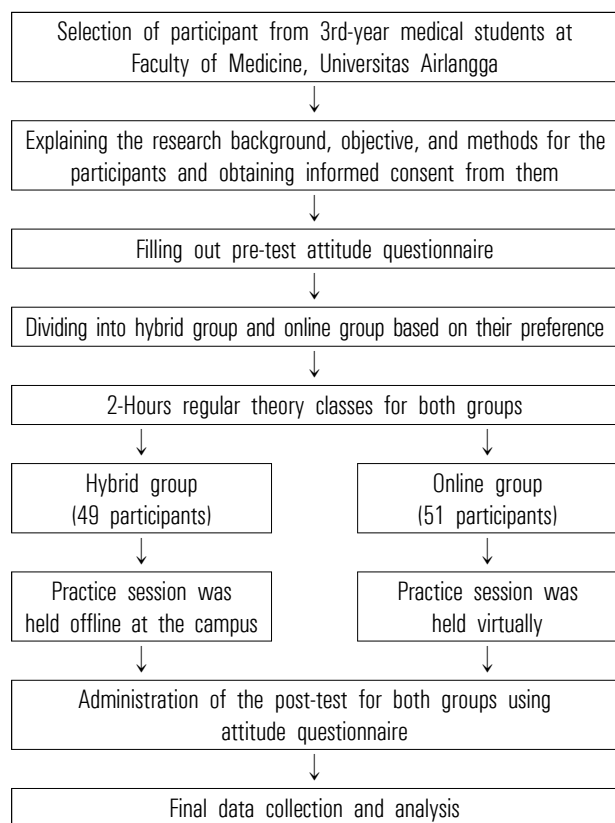 Selection of participant from 3rd-year medical students at
Faculty of Medicine, Universitas Airlangga
Explaining the research background, objective, and methods for the
participants and obtaining informed consent from them
Filling out pre-test attitude questionnaire
Dividing into hybrid group and online group based on their preference
2-Hours regular theory classes for both groups
Hybrid group
(49 participants)
Online group
(51 participants)
Practice session was
held offline at the campus
Practice session was
held virtually
Administration of the post-test for both groups using
attitude questionnaire
Final data collection and analysis